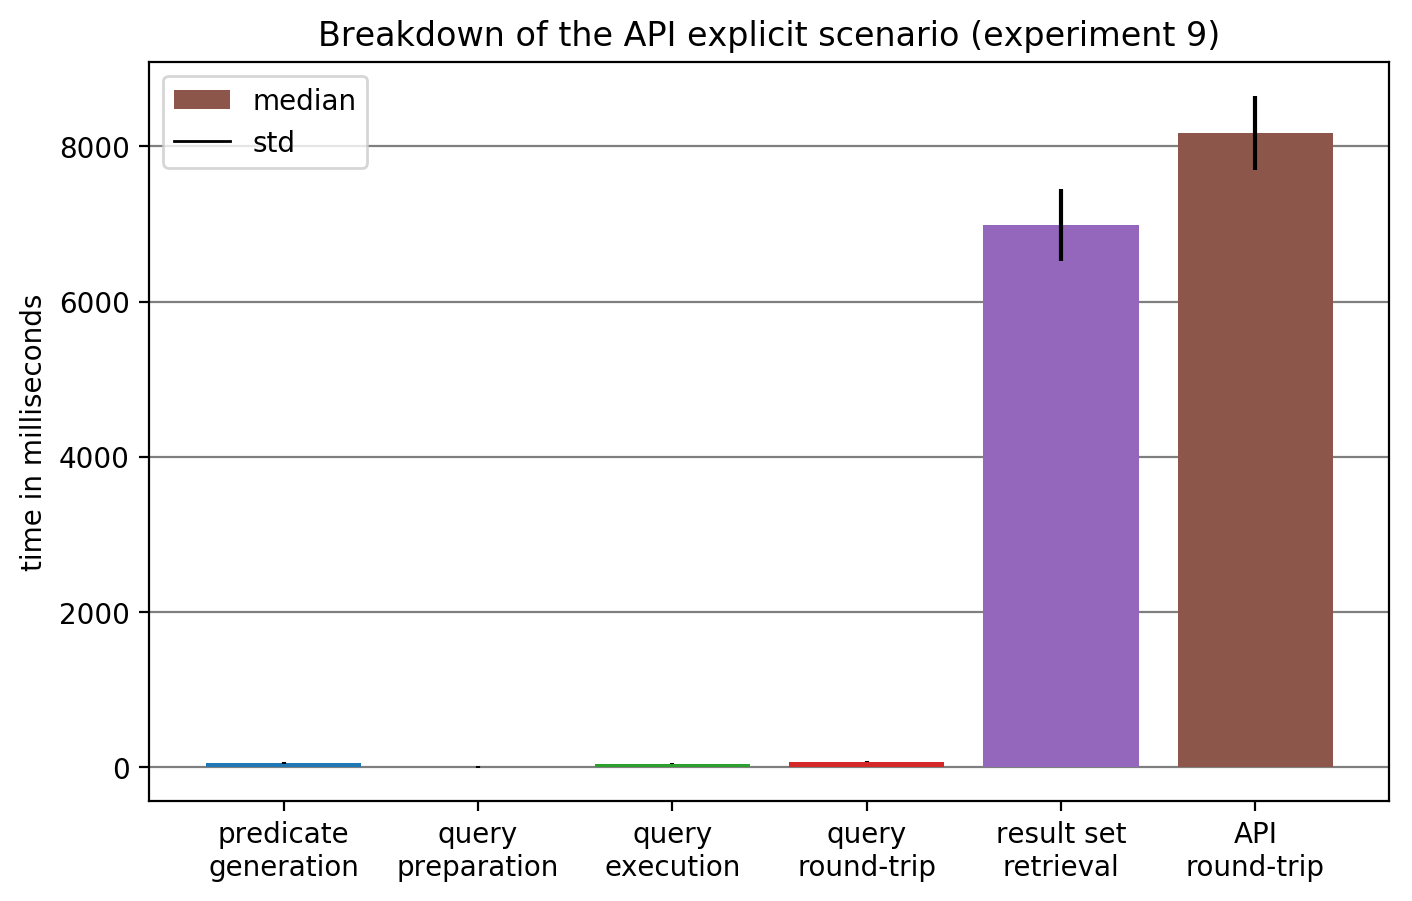 Breakdown of the API explicit scenario (experiment 9)
median
std
time in milliseconds
8000
6000
4000
2000
0
predicate
generation
query
preparation
query
execution
query
round-trip
result set
retrieval
API
round-trip